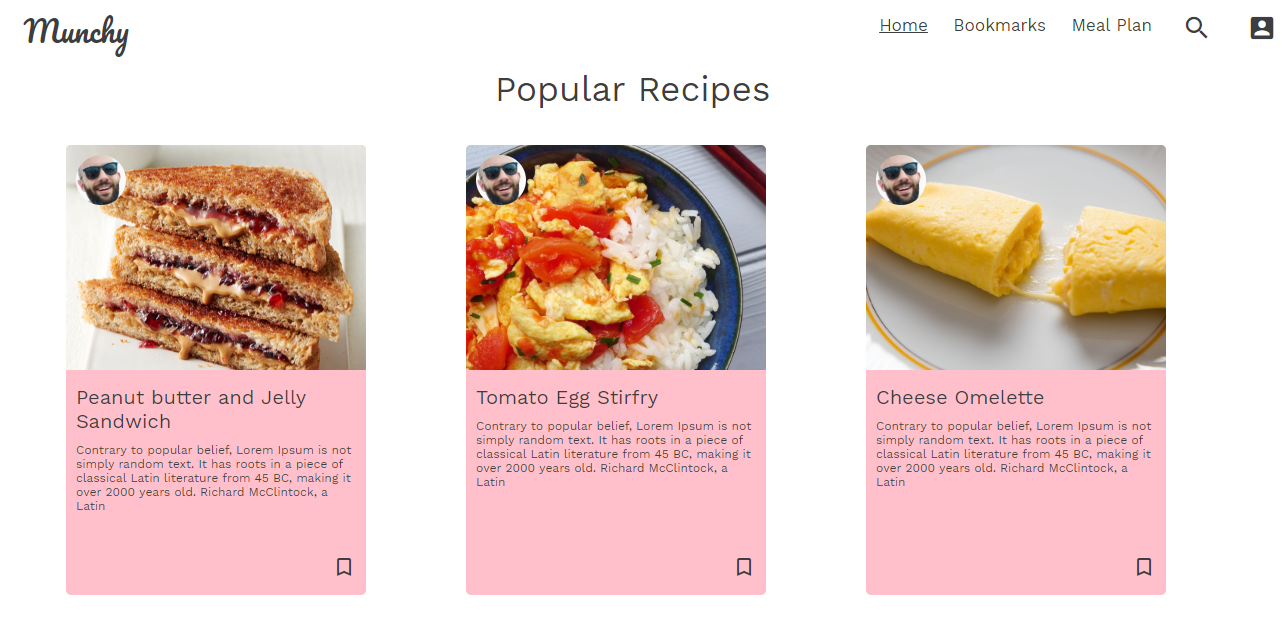 Munchy
Home Bookmarks Meal Plan
Popular Recipes
Peanut butter and Jelly
Sandwich
Contrary to popular belief, Lorem Ipsum is not
simply random text. It has roots in a piece of
classical Latin literature from 45 BC, making it
over 2000 years old. Richard McClintock, a
Latin
Tomato Egg Stirfry
Contrary to popular belief, Lorem Ipsum is not
simply random text. It has roots in a piece of
classical Latin literature from 45 BC, making it
over 2000 years old. Richard McClintock, a
Latin
Cheese Omelette
Contrary to popular belief, Lorem Ipsum is not
simply random text. It has roots in a piece of
classical Latin literature from 45 BC, making it
over 2000 years old. Richard McClintock, a
Latin